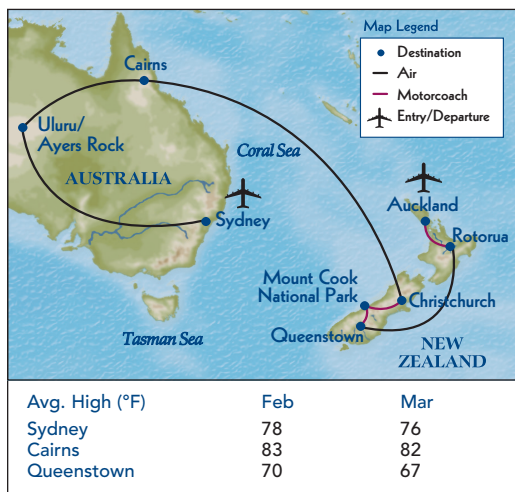 Map Legend
Destination
Air
Motorcoach
Entry/Departure
Cairns
Uluru/
Ayers Rock
Coral Sea
AUSTRALIA
Sydney
Auckland
Rotorua
Mount Cook
National Park
Christchurch
Queenstown
Tasman Sea
NEW
ZEALAND
Avg. High (°F) Feb Mar
Sydney 78 76
Cairns 83 82
Queenstown 70 67